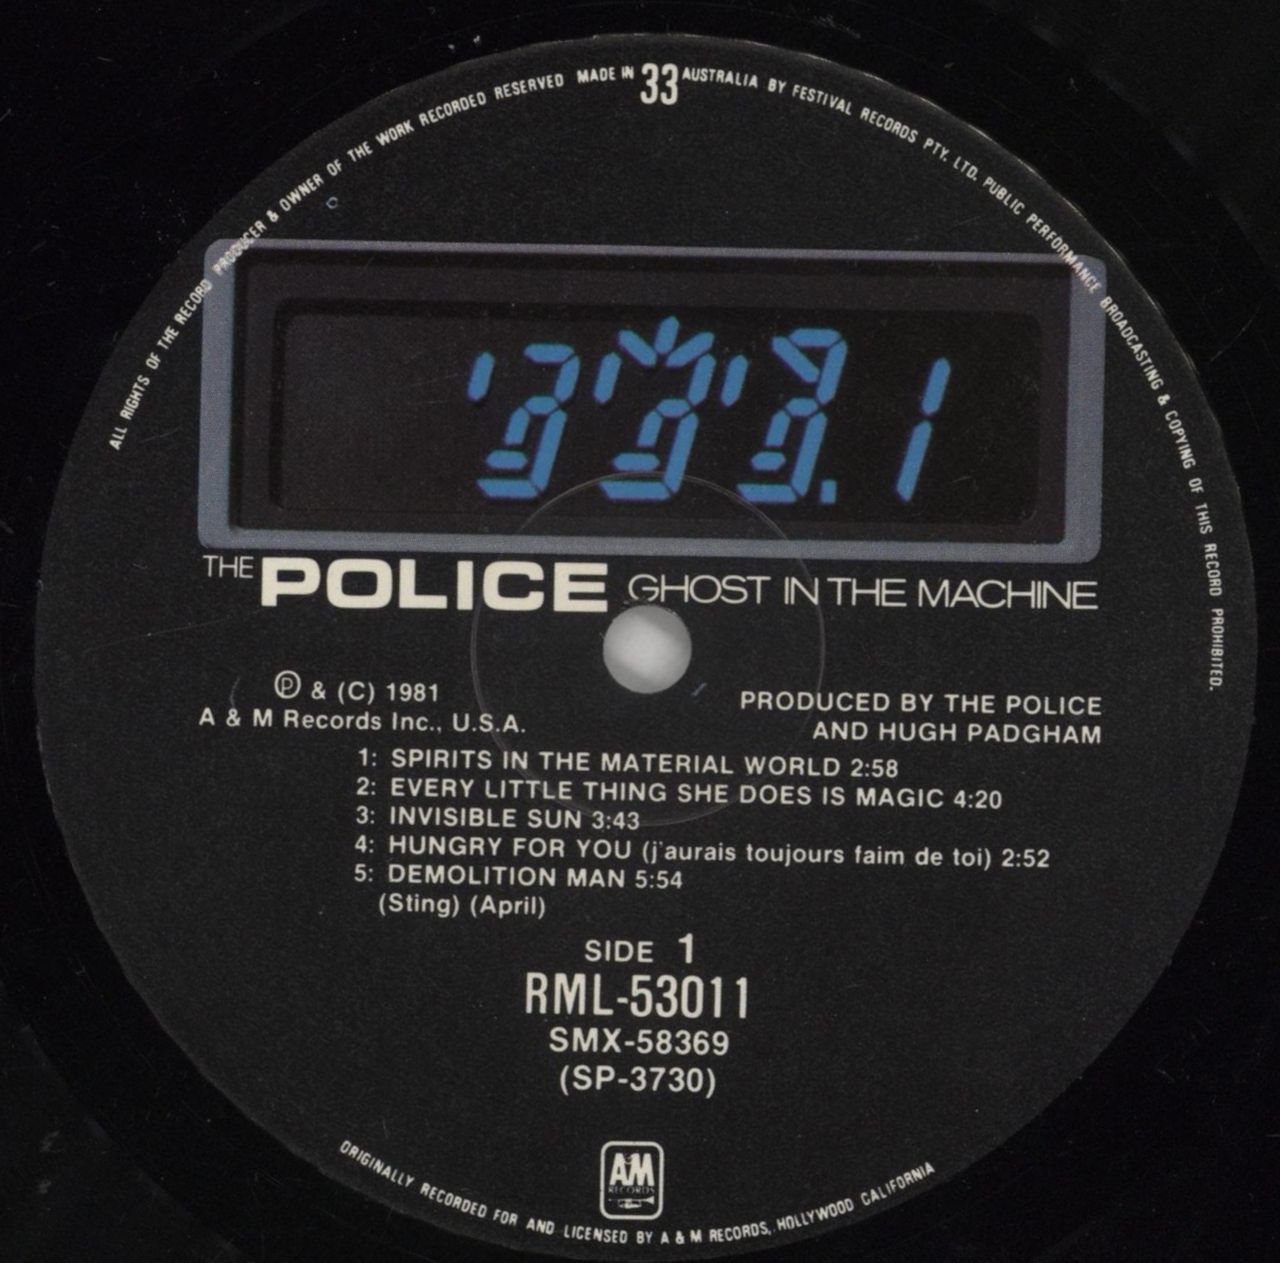 ALL RIGHTS OF THE RECORD PRODUCER & OWNER OF THE WORK RECORDED RESERVED MADE IN 33 AUSTRALIA BY FESTIVAL RECORDS PTY. LTD. PUBLIC PERFORMANCE BROADCASTING & COPYING OF THIS RECORD PROHIBITED.
THE POLICE GHOST IN THE MACHINE
Ⓟ & (C) 1981
A & M Records Inc., U.S.A.
PRODUCED BY THE POLICE
AND HUGH PADGHAM
1: SPIRITS IN THE MATERIAL WORLD 2:58
2: EVERY LITTLE THING SHE DOES IS MAGIC 4:20
3: INVISIBLE SUN 3:43
4: HUNGRY FOR YOU (j'aurais toujours faim de toi) 2:52
5: DEMOLITION MAN 5:54
(Sting) (April)
SIDE 1
RML-53011
SMX-58369
(SP-3730)
A&M
RECORDS
ORIGINALLY RECORDED FOR AND LICENSED BY A & M RECORDS, HOLLYWOOD CALIFORNIA